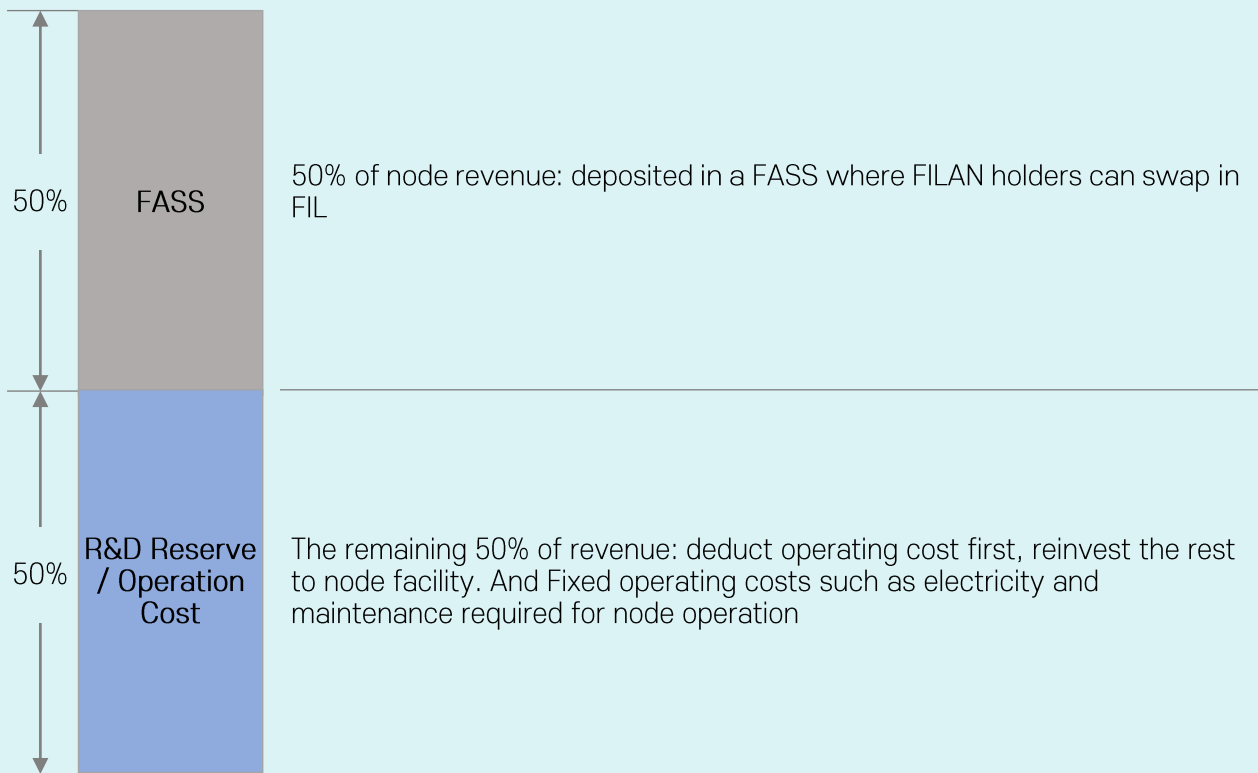 50%
FASS
50% of node revenue: deposited in a FASS where FILAN holders can swap in
FIL
50%
R&D Reserve
/ Operation
Cost
The remaining 50% of revenue: deduct operating cost first, reinvest the rest
to node facility. And Fixed operating costs such as electricity and
maintenance required for node operation